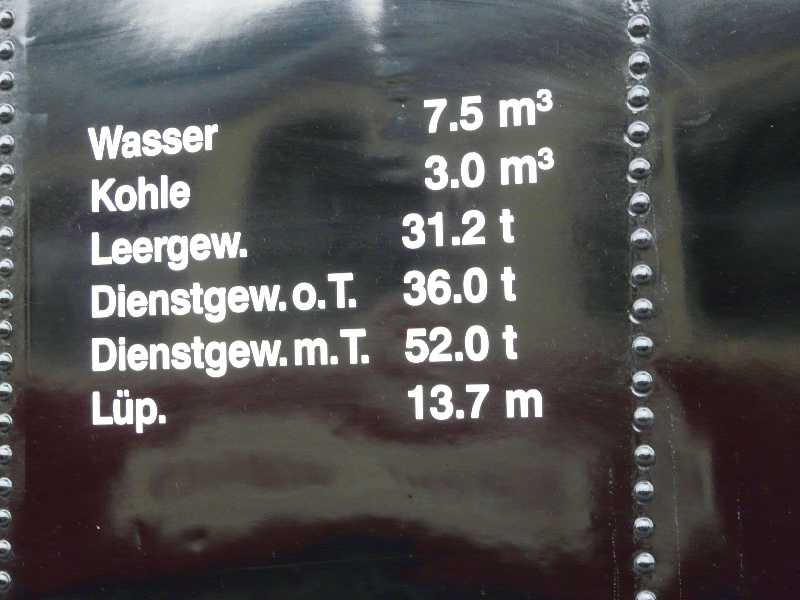 Wasser 7.5 m³
Kohle 3.0 m³
Leergew. 31.2 t
Dienstgew. o.T. 36.0 t
Dienstgew. m.T. 52.0 t
Lüp. 13.7 m